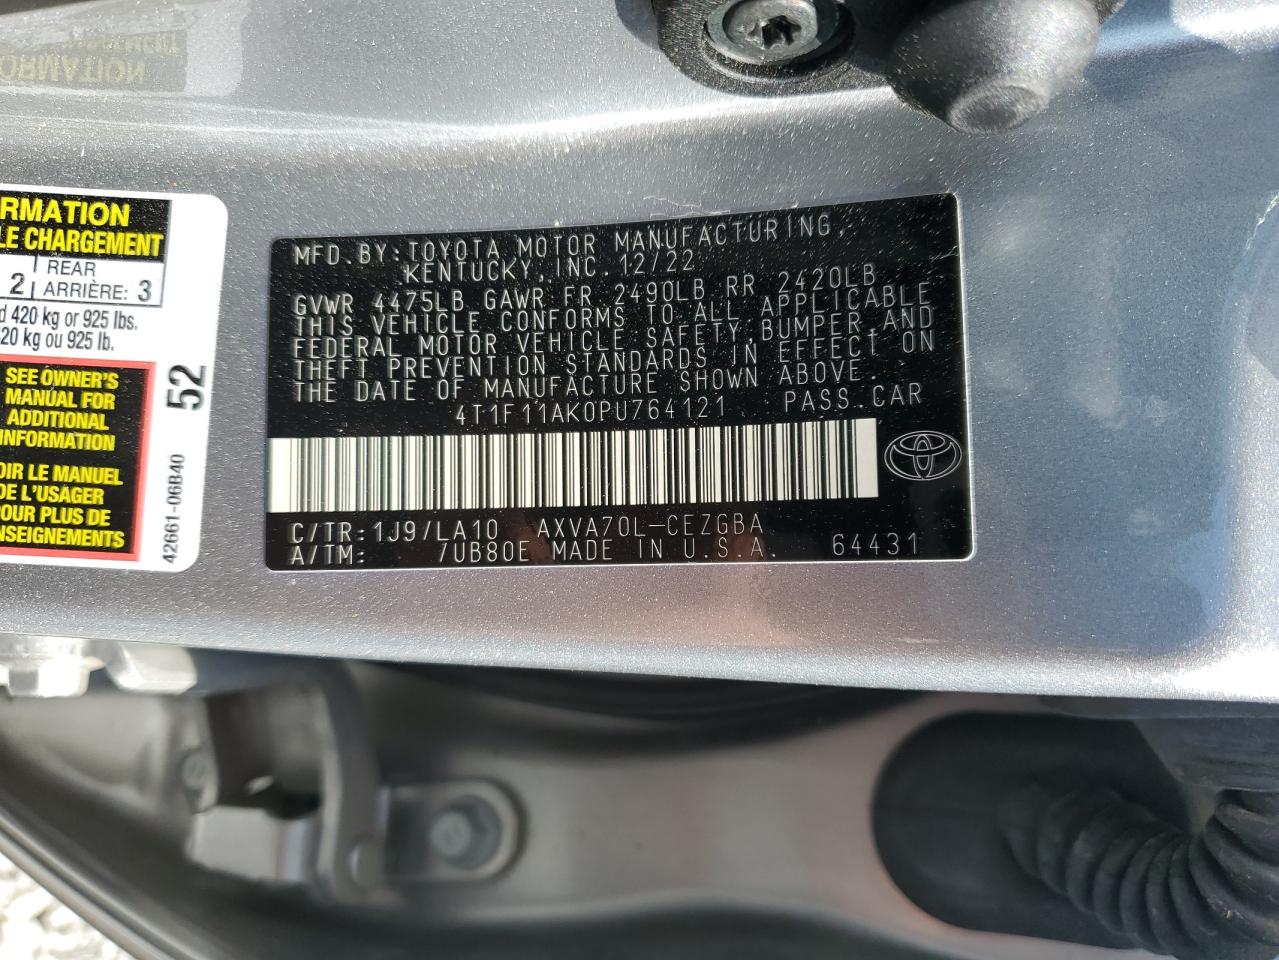 RMATION
LE CHARGEMENT
2 REAR
ARRIÈRE: 3
d 420 kg or 925 lbs.
420 kg ou 925 lb.
SEE OWNER'S
MANUAL FOR
ADDITIONAL
INFORMATION
OIR LE MANUEL
DE L'USAGER
POUR PLUS DE
NSEIGNEMENTS
52
42661-06B40
MFD.BY:TOYOTA MOTOR MANUFACTURING,
KENTUCKY,INC. 12/22
GVWR 4475LB GAWR FR 2490LB RR 2420LB
THIS VEHICLE CONFORMS TO ALL APPLICABLE
FEDERAL MOTOR VEHICLE SAFETY,BUMPER,AND
THEFT PREVENTION STANDARDS IN EFFECT ON
THE DATE OF MANUFACTURE SHOWN ABOVE.
4T1F11AK0PU764121 PASS.CAR
C/TR:1J9/LA10 AXVA70L-CEZGBA
A/TM: 7UB80E MADE IN U.S.A. 64431